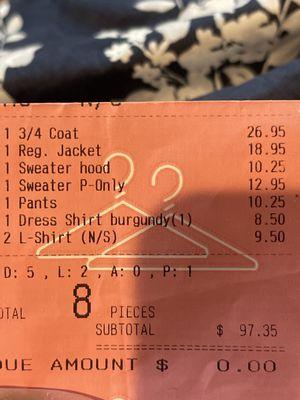 N/S
1 3/4 Coat 26.95
1 Reg. Jacket 18.95
1 Sweater hood 10.25
1 Sweater P-Only 12.95
1 Pants 10.25
1 Dress Shirt burgundy(1) 8.50
2 L-Shirt (N/S) 9.50
D: 5, L: 2, A: 0, P: 1
OTAL 8 PIECES
SUBTOTAL $ 97.35
DUE AMOUNT $ 0.00